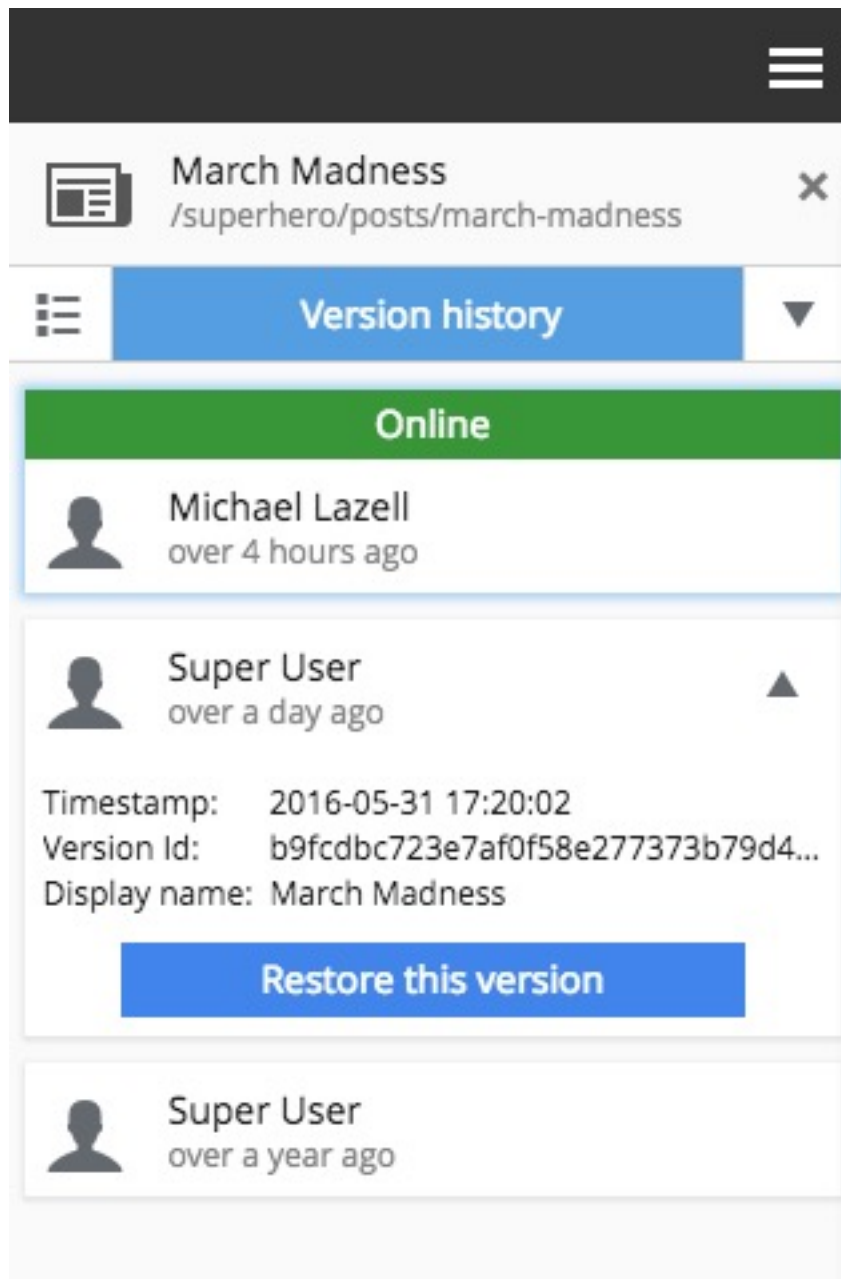 March Madness
/superhero/posts/march-madness
Version history
Online
Michael Lazell
over 4 hours ago
Super User
over a day ago
Timestamp: 2016-05-31 17:20:02
Version Id: b9fcdbc723e7af0f58e277373b79d4...
Display name: March Madness
Restore this version
Super User
over a year ago